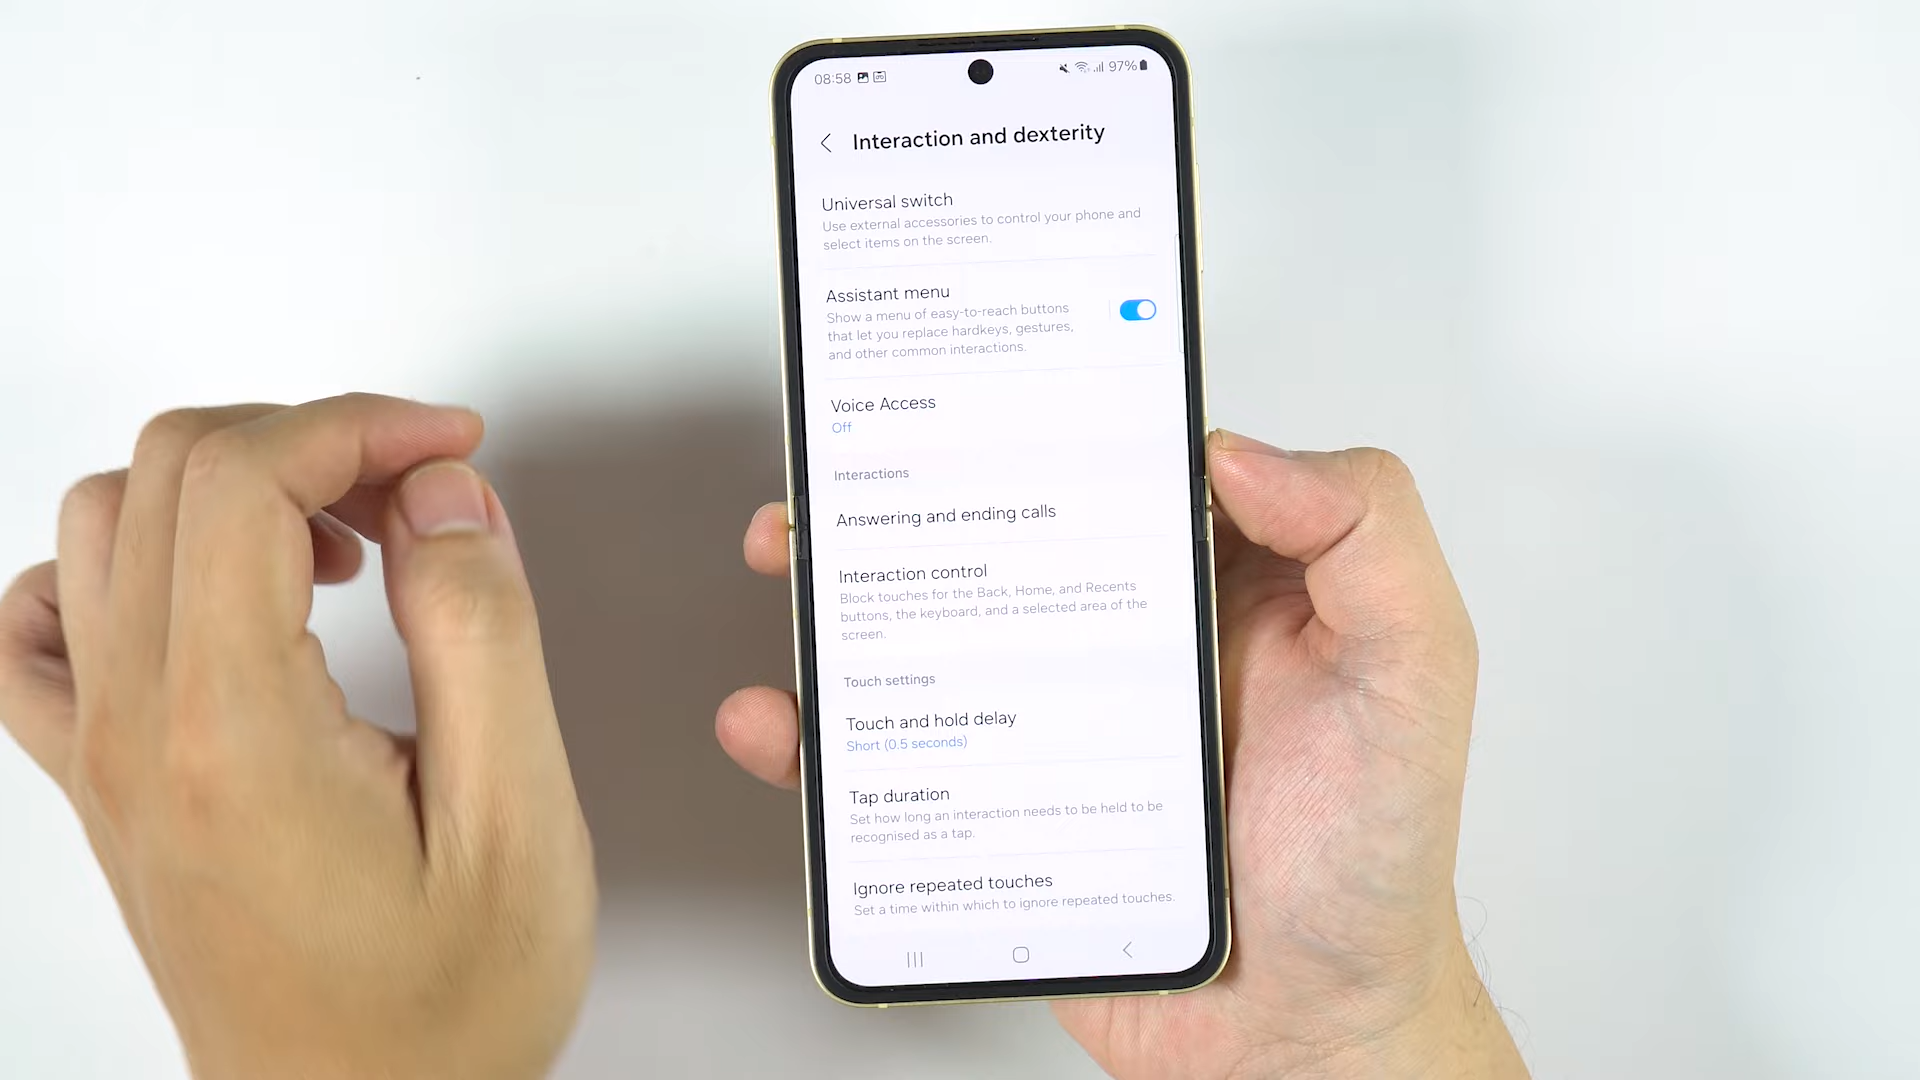 08:58
97%
Interaction and dexterity
Universal switch
Use external accessories to control your phone and
select items on the screen.
Assistant menu
Show a menu of easy-to-reach buttons
that let you replace hardkeys, gestures,
and other common interactions.
Voice Access
Off
Interactions
Answering and ending calls
Interaction control
Block touches for the Back, Home, and Recents
buttons, the keyboard, and a selected area of the
screen.
Touch settings
Touch and hold delay
Short (0.5 seconds)
Tap duration
Set how long an interaction needs to be held to be
recognised as a tap.
Ignore repeated touches
Set a time within which to ignore repeated touches.